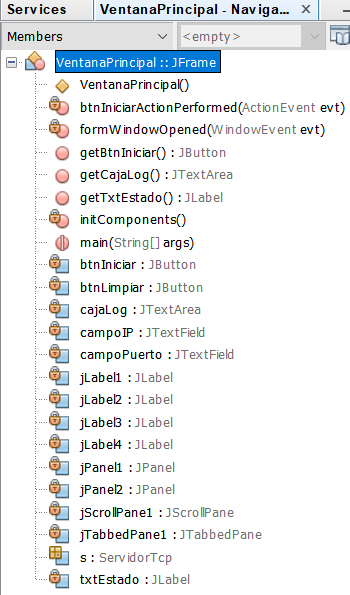 Services VentanaPrincipal - Naviga...
Members <empty>
VentanaPrincipal :: JFrame
VentanaPrincipal()
btnIniciarActionPerformed(ActionEvent evt)
formWindowOpened(WindowEvent evt)
getBtnIniciar() : JButton
getCajaLog() : JTextArea
getTxtEstado() : JLabel
initComponents()
main(String[] args)
btnIniciar : JButton
btnLimpiar : JButton
cajaLog : JTextArea
campoIP : JTextField
campoPuerto : JTextField
jLabel1 : JLabel
jLabel2 : JLabel
jLabel3 : JLabel
jLabel4 : JLabel
jPanel1 : JPanel
jPanel2 : JPanel
jScrollPane1 : JScrollPane
jTabbedPane1 : JTabbedPane
s : ServidorTcp
txtEstado : JLabel